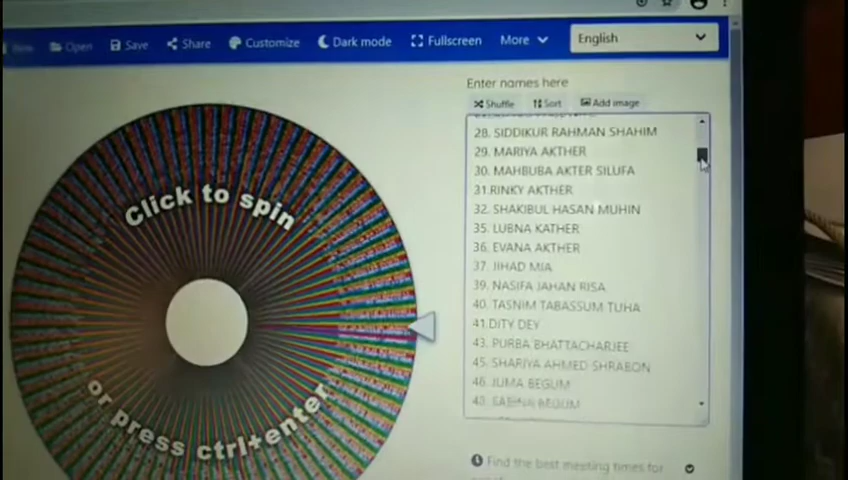 Open Save Share Customize Dark mode Fullscreen More English
Enter names here
Shuffle Sort Add image
28. SIDDIKUR RAHMAN SHAHIM
29. MARIYA AKTHER
30. MAHBUBA AKTER SILUFA
31.RINKY AKTHER
32. SHAKIBUL HASAN MUHIN
35. LUBNA KATHER
36. EVANA AKTHER
37. JIHAD MIA
39. NASIFA JAHAN RISA
40. TASNIM TABASSUM TUHA
41.DITY DEY
43. PURBA BHATTACHARJEE
45. SHARIYA AHMED SHRABON
46. JUMA BEGUM
48. SABINA BEGUM
Click to spin
or press ctrl+enter
Find the best meeting times for